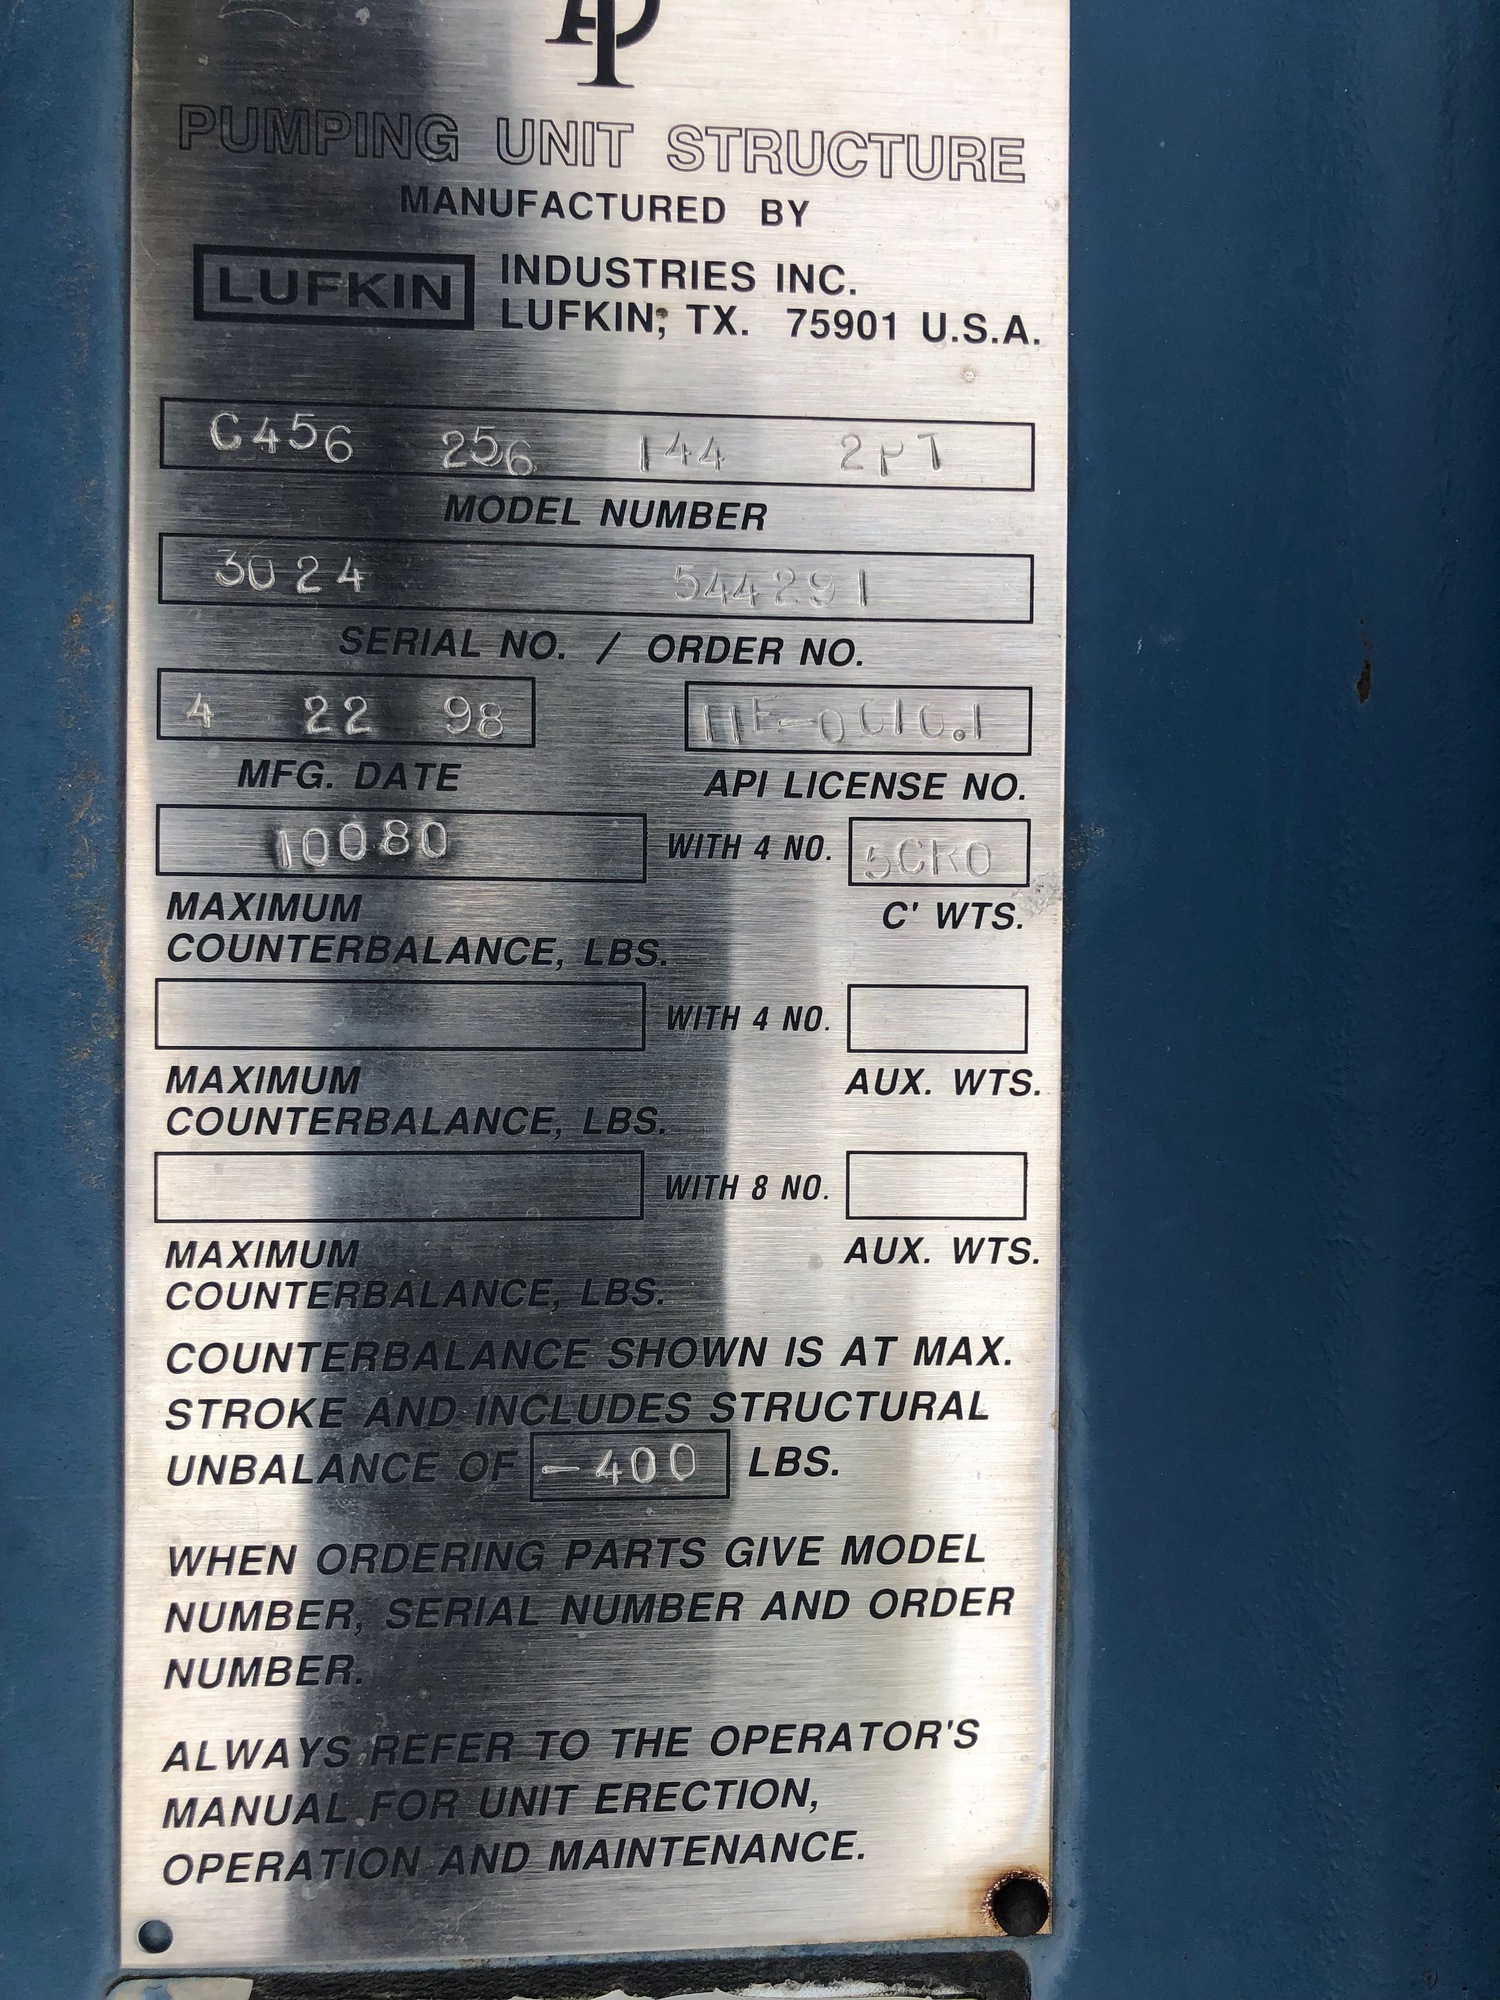 API
PUMPING UNIT STRUCTURE
MANUFACTURED BY
LUFKIN INDUSTRIES INC.
LUFKIN, TX. 75901 U.S.A.
C456 256 144 2PT
MODEL NUMBER
3024 544291
SERIAL NO. / ORDER NO.
4 22 98
MFG. DATE API LICENSE NO.
10080 WITH 4 NO. 5CRO
MAXIMUM C' WTS.
COUNTERBALANCE, LBS.
WITH 4 NO.
MAXIMUM AUX. WTS.
COUNTERBALANCE, LBS.
WITH 8 NO.
MAXIMUM AUX. WTS.
COUNTERBALANCE, LBS.
COUNTERBALANCE SHOWN IS AT MAX.
STROKE AND INCLUDES STRUCTURAL
UNBALANCE OF -400 LBS.
WHEN ORDERING PARTS GIVE MODEL
NUMBER, SERIAL NUMBER AND ORDER
NUMBER.
ALWAYS REFER TO THE OPERATOR'S
MANUAL FOR UNIT ERECTION,
OPERATION AND MAINTENANCE.